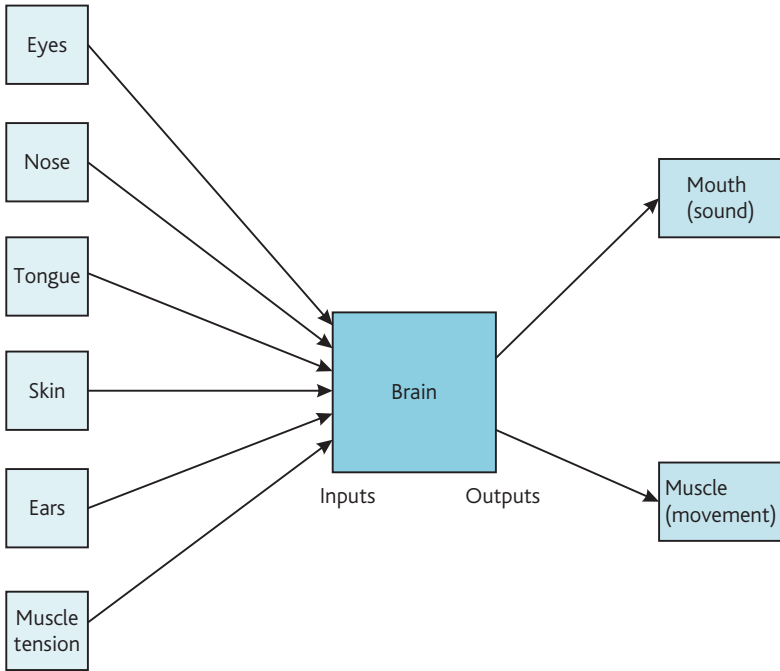 Eyes
Nose
Tongue
Skin
Ears
Muscle
tension
Brain
Inputs
Outputs
Mouth
(sound)
Muscle
(movement)